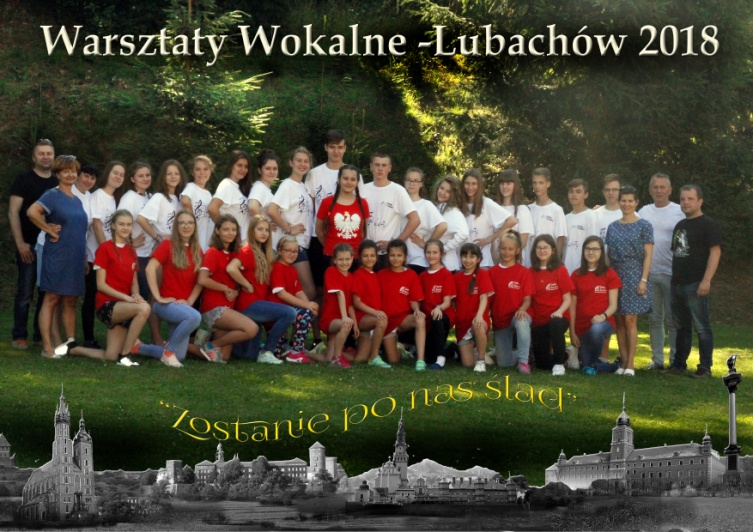 Warsztaty Wokalne -Lubachów 2018
"Zostanie po nas ślad"